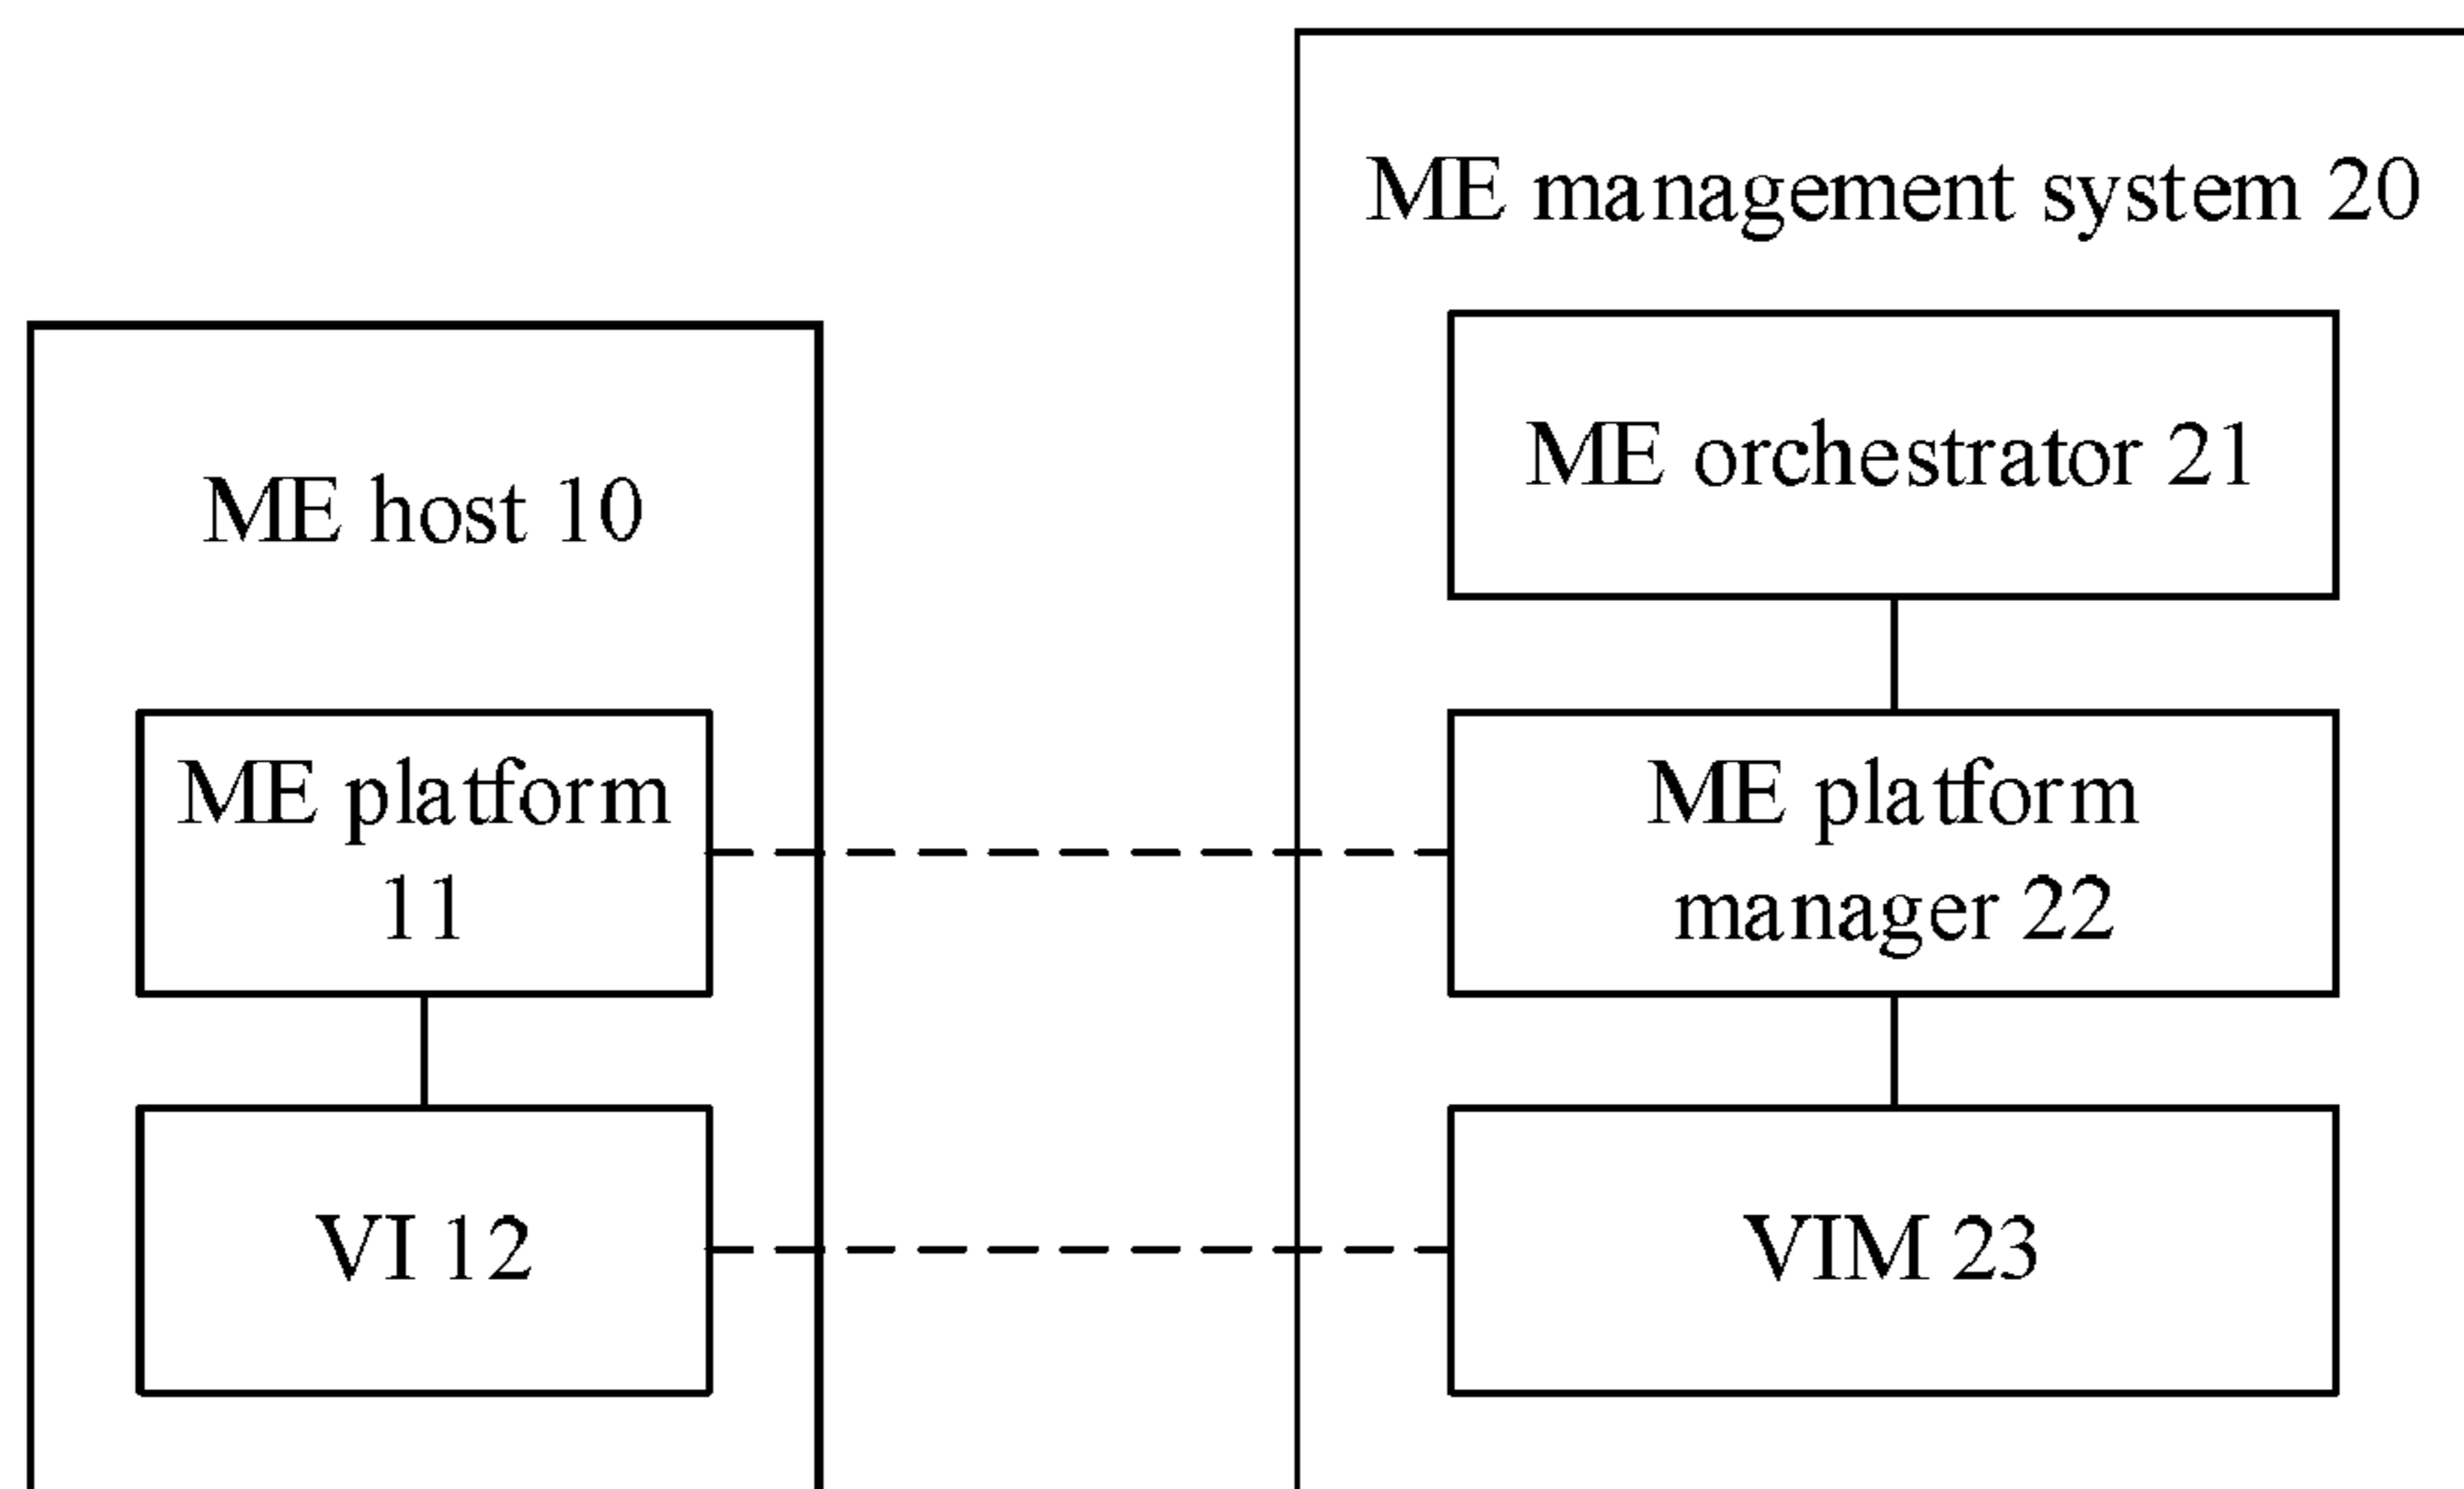 ME management system 20
ME orchestrator 21
ME host 10
ME platform
11
ME platform
manager 22
VI 12
VIM 23